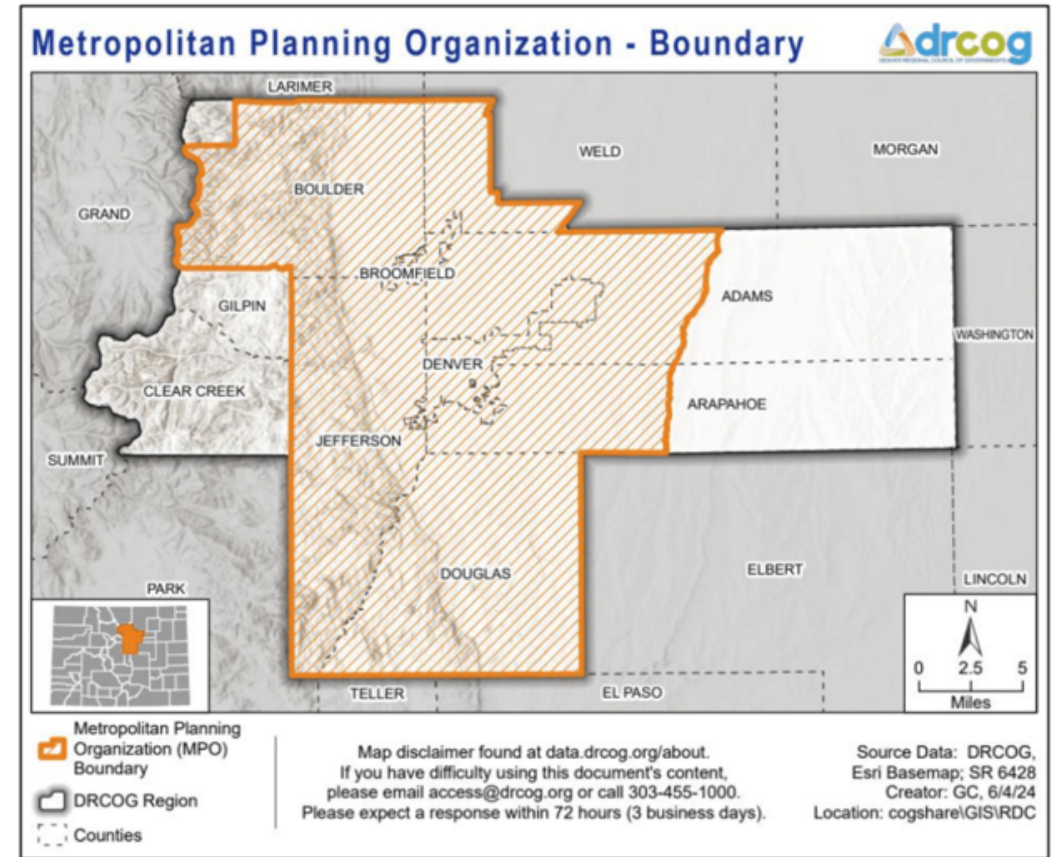 Metropolitan Planning Organization - Boundary
drcog
DENVER REGIONAL COUNCIL OF GOVERNMENTS
LARIMER
WELD
MORGAN
BOULDER
GRAND
BROOMFIELD
GILPIN
ADAMS
WASHINGTON
DENVER
CLEAR CREEK
ARAPAHOE
JEFFERSON
SUMMIT
DOUGLAS
ELBERT
LINCOLN
PARK
TELLER
EL PASO
N
0 2.5 5
Miles
Metropolitan Planning
Organization (MPO)
Boundary
DRCOG Region
Counties
Map disclaimer found at data.drcog.org/about.
If you have difficulty using this document's content,
please email access@drcog.org or call 303-455-1000.
Please expect a response within 72 hours (3 business days).
Source Data: DRCOG,
Esri Basemap; SR 6428
Creator: GC, 6/4/24
Location: cogshare\GIS\RDC